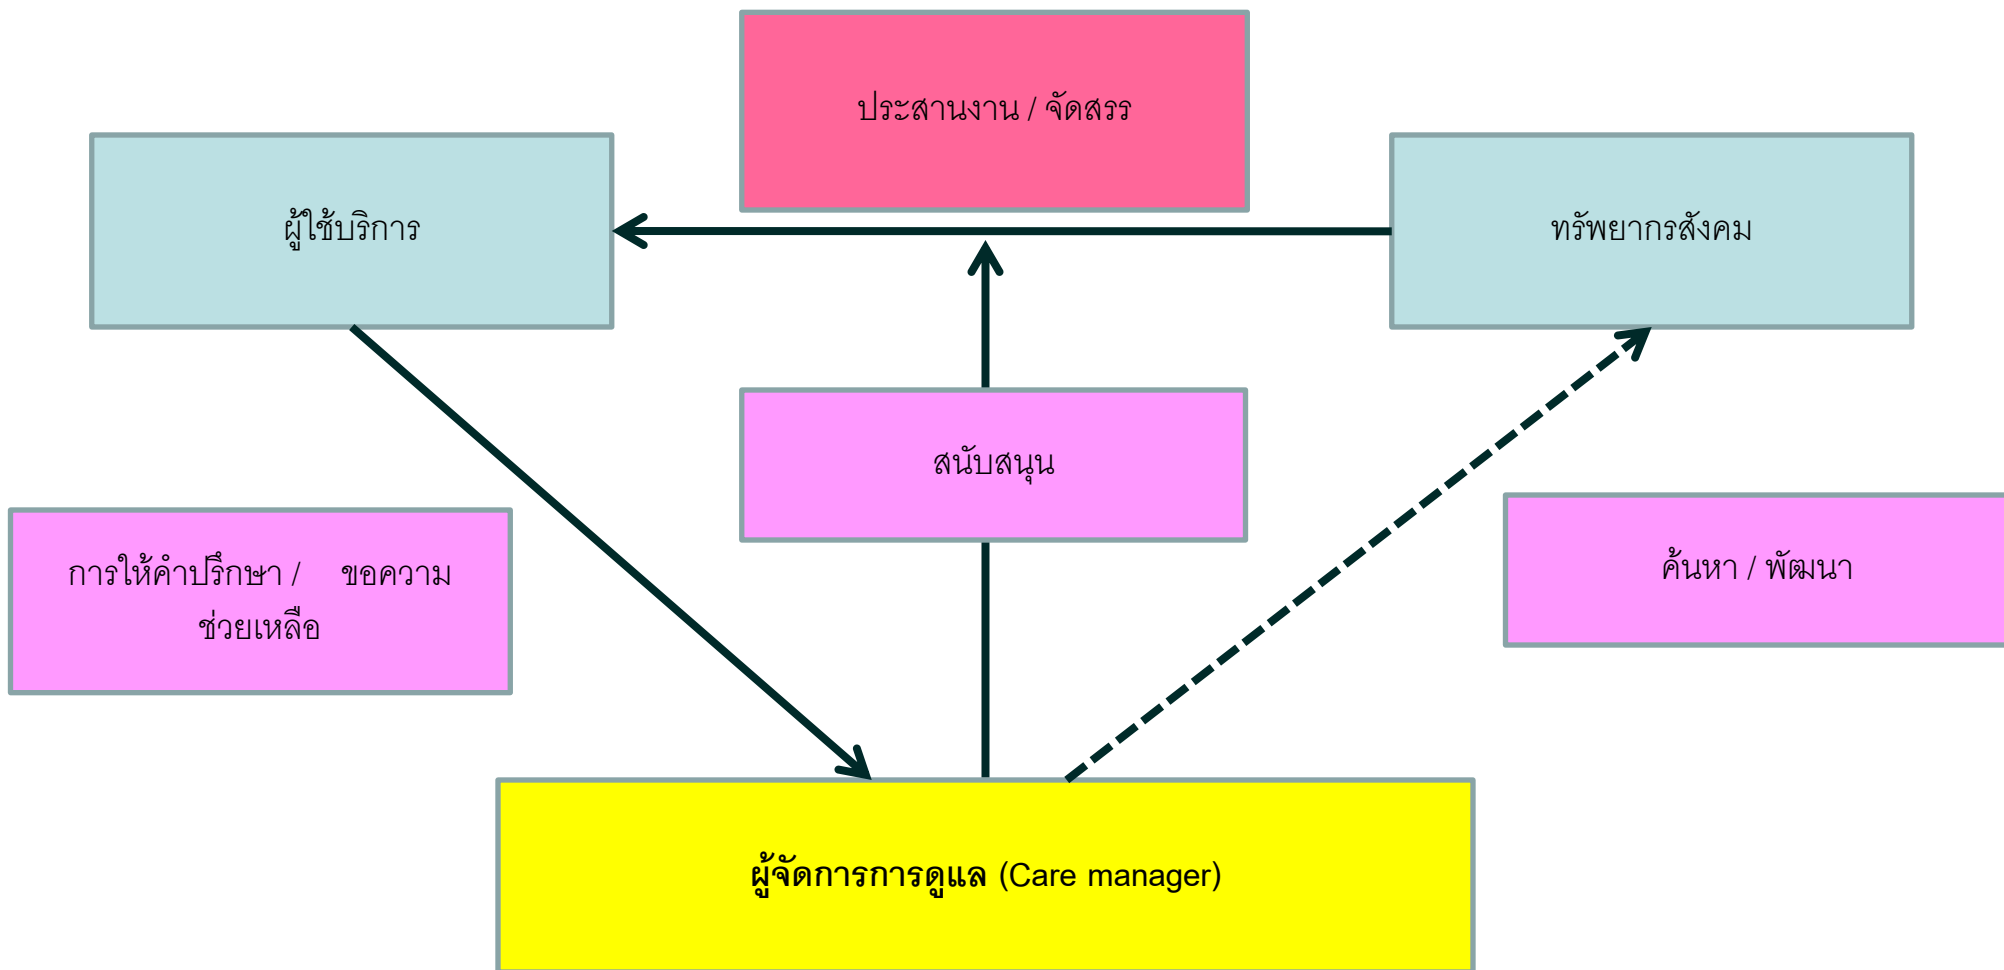 ประสานงาน / จัดสรร
ผู้ใช้บริการ
ทรัพยากรสังคม
สนับสนุน
การให้คำปรึกษา / ขอความ
ช่วยเหลือ
ค้นหา / พัฒนา
ผู้จัดการการดูแล (Care manager)